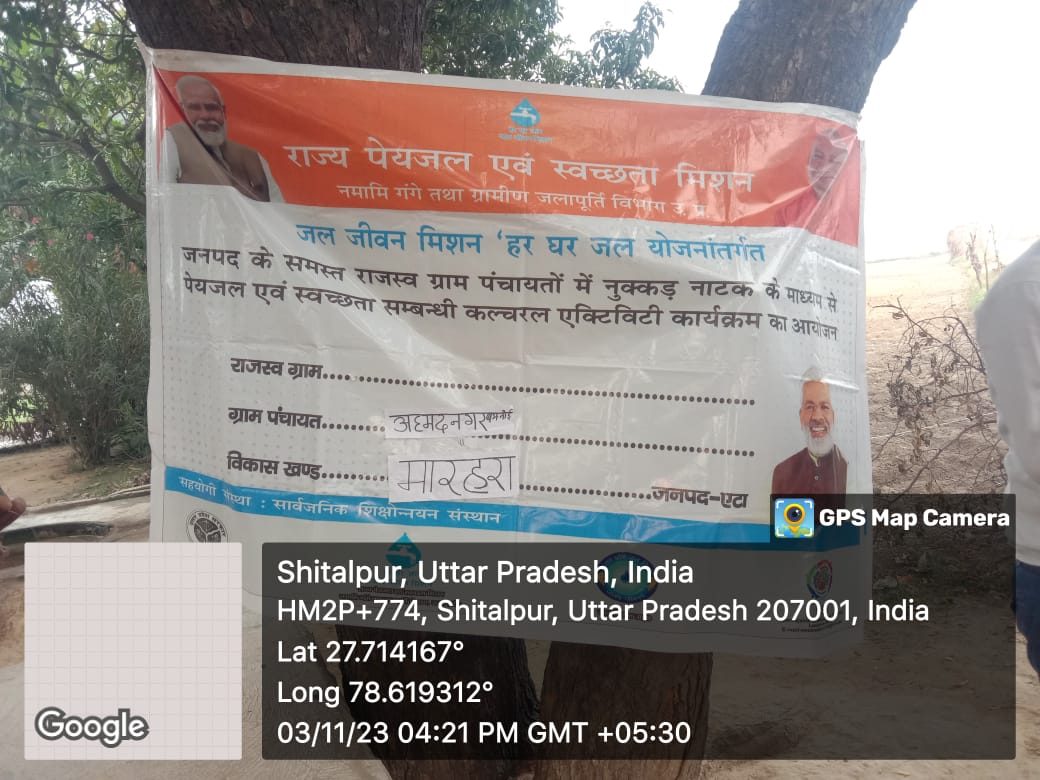 राज्य पेयजल एवं स्वच्छता मिशन
नमामि गंगे तथा ग्रामीण जलापूर्ति विभाग उ. प्र.
जल जीवन मिशन 'हर घर जल योजनांतर्गत
जनपद के समस्त राजस्व ग्राम पंचायतों में नुक्कड़ नाटक के माध्यम से
पेयजल एवं स्वच्छता सम्बन्धी कल्चरल एक्टिविटी कार्यक्रम का आयोजन
राजस्व ग्राम
ग्राम पंचायत..... अहमदनगर
विकास खण्ड..... मारहरा .....जनपद-एटा
सहयोगी संस्था : सार्वजनिक शिक्षोन्नयन संस्थान
GPS Map Camera
Shitalpur, Uttar Pradesh, India
HM2P+774, Shitalpur, Uttar Pradesh 207001, India
Lat 27.714167°
Long 78.619312°
03/11/23 04:21 PM GMT +05:30
Google